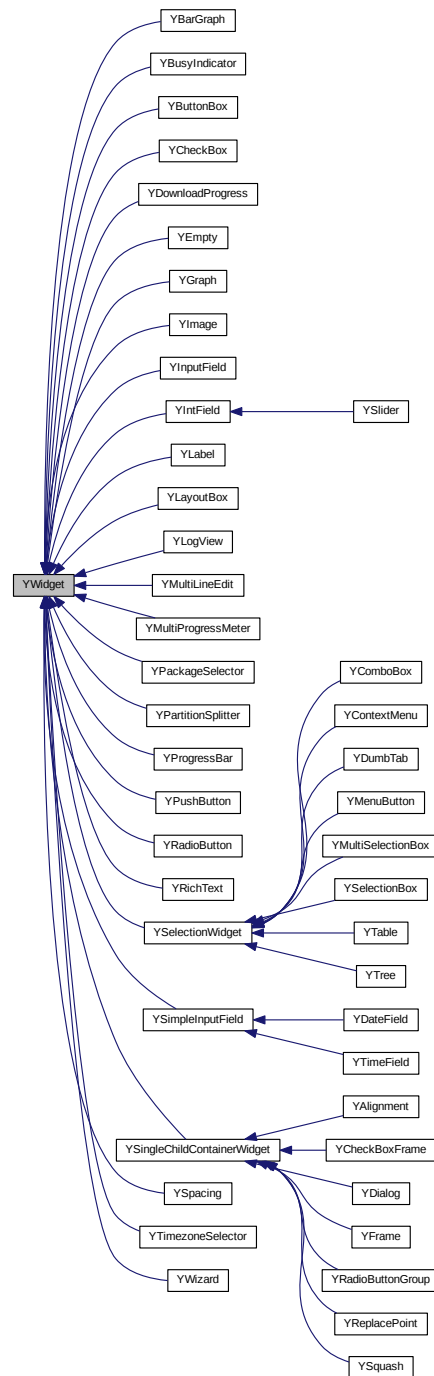 YBarGraph
YBusyIndicator
YButtonBox
YCheckBox
YDownloadProgress
YEmpty
YGraph
YImage
YInputField
YIntField
YSlider
YLabel
YLayoutBox
YLogView
YWidget
YMultiLineEdit
YMultiProgressMeter
YPackageSelector
YComboBox
YPartitionSplitter
YContextMenu
YProgressBar
YDumbTab
YPushButton
YMenuButton
YRadioButton
YMultiSelectionBox
YRichText
YSelectionBox
YSelectionWidget
YTable
YTree
YSimpleInputField
YDateField
YTimeField
YAlignment
YSingleChildContainerWidget
YCheckBoxFrame
YSpacing
YDialog
YTimezoneSelector
YFrame
YWizard
YRadioButtonGroup
YReplacePoint
YSquash